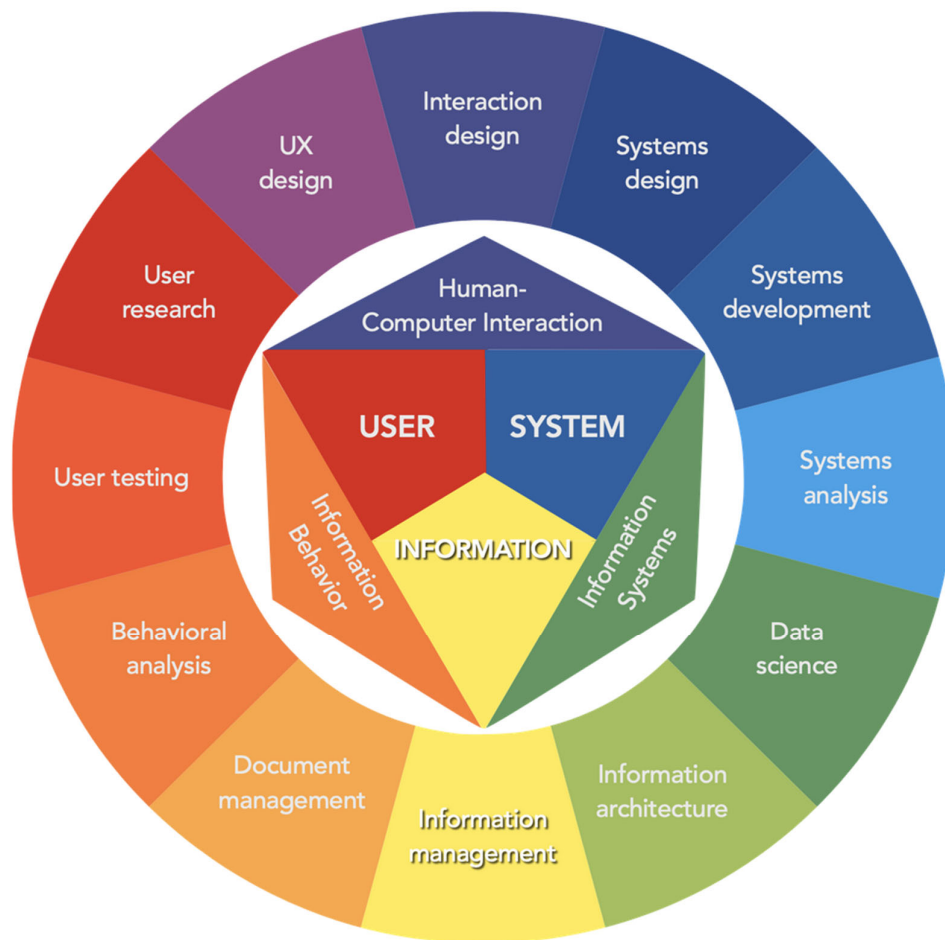 Interaction
design
Systems
design
Systems
development
Systems
analysis
Data
science
Information
architecture
Information
management
Document
management
Behavioral
analysis
User testing
User
research
UX
design
Human-
Computer Interaction
USER
SYSTEM
INFORMATION
Information
Behavior
Information
Systems